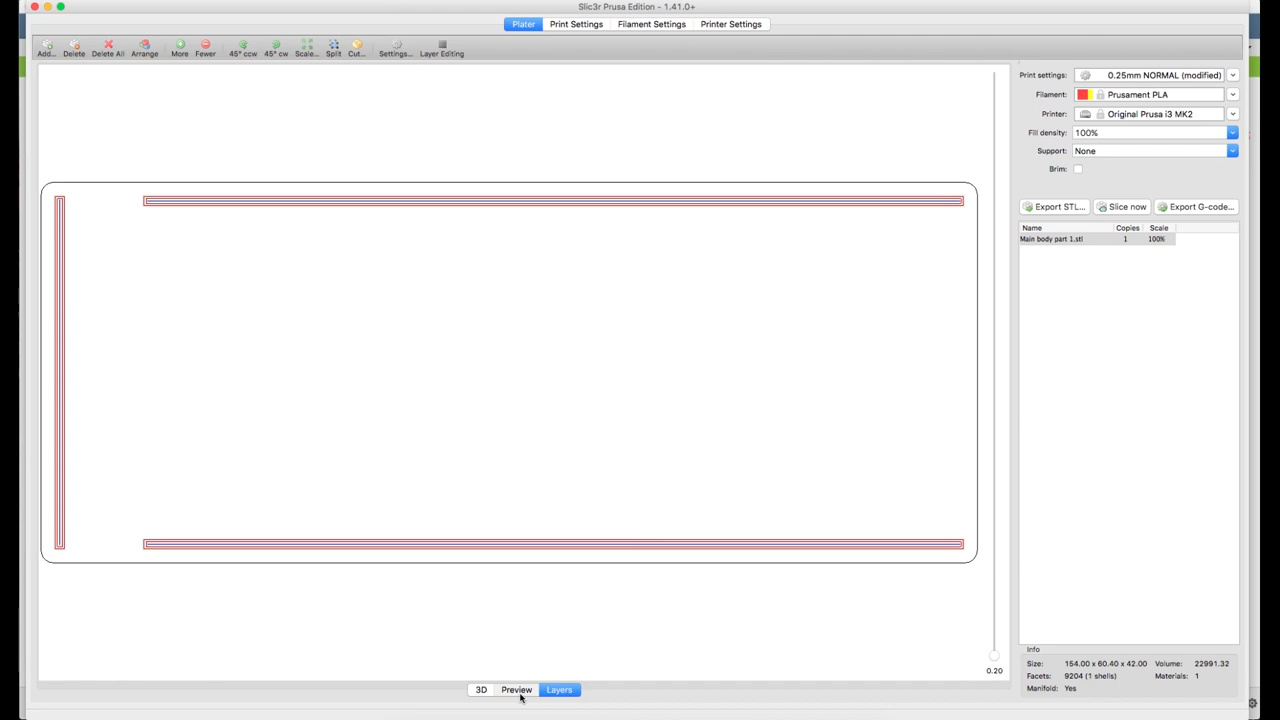 Slic3r Prusa Edition - 1.41.0+
Plater Print Settings Filament Settings Printer Settings
Add... Delete Delete All Arrange More Fewer 45° ccw 45° cw Scale... Split Cut... Settings... Layer Editing
Print settings: 0.25mm NORMAL (modified)
Filament: Prusament PLA
Printer: Original Prusa i3 MK2
Fill density: 100%
Support: None
Brim:
Export STL... Slice now Export G-code...
Name Copies Scale
Main body part 1.stl 1 100%
Info
Size: 154.00 x 60.40 x 42.00 Volume: 22991.32
Facets: 9204 (1 shells) Materials: 1
Manifold: Yes
0.20
3D Preview Layers